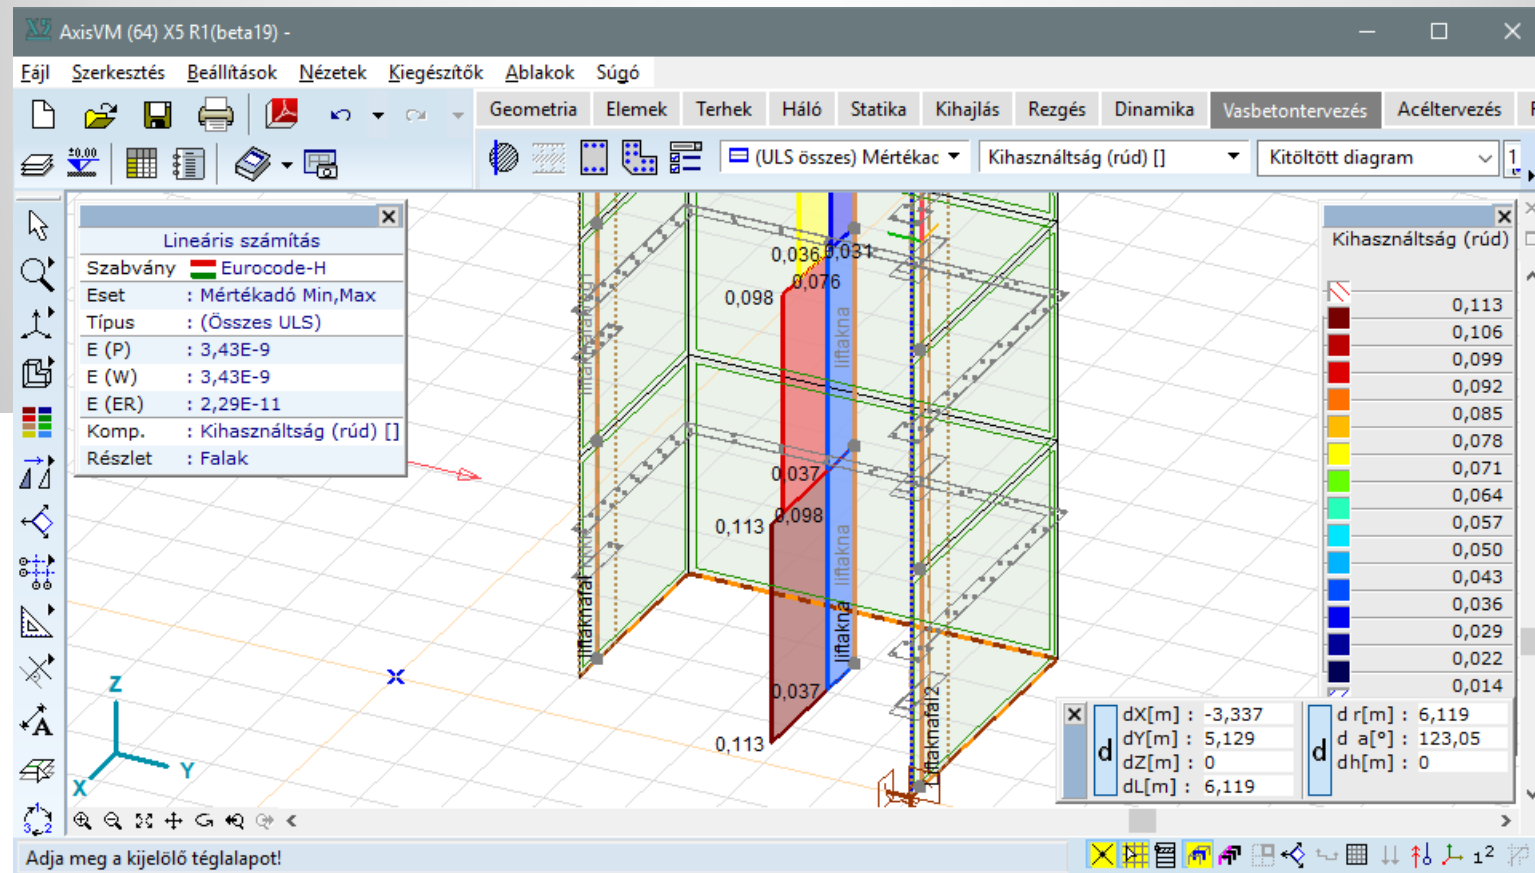 AxisVM (64) X5 R1(beta19) -
Fájl Szerkesztés Beállítások Nézetek Kiegészítők Ablakok Súgó
Geometria Elemek Terhek Háló Statika Kihajlás Rezgés Dinamika Vasbetontervezés Acéltervezés
±0.00
(ULS összes) Mértékad Kihasználtság (rúd) [] Kitöltött diagram 1
Lineáris számítás
Szabvány Eurocode-H
Eset : Mértékadó Min,Max
Típus : (Összes ULS)
E (P) : 3,43E-9
E (W) : 3,43E-9
E (ER) : 2,29E-11
Komp. : Kihasználtság (rúd) []
Részlet : Falak
0,036
0,031
0,076
0,098
liftakna
0,037
0,098
0,113
liftakna
liftaknafal
liftakna
0,037
0,113
Liftaknafal2
Z
Y
X
Kihasználtság (rúd)
0,113
0,106
0,099
0,092
0,085
0,078
0,071
0,064
0,057
0,050
0,043
0,036
0,029
0,022
0,014
d
dX[m] : -3,337
dY[m] : 5,129
dZ[m] : 0
dL[m] : 6,119
d
d r[m] : 6,119
d a[°] : 123,05
dh[m] : 0
Adja meg a kijelölő téglalapot!